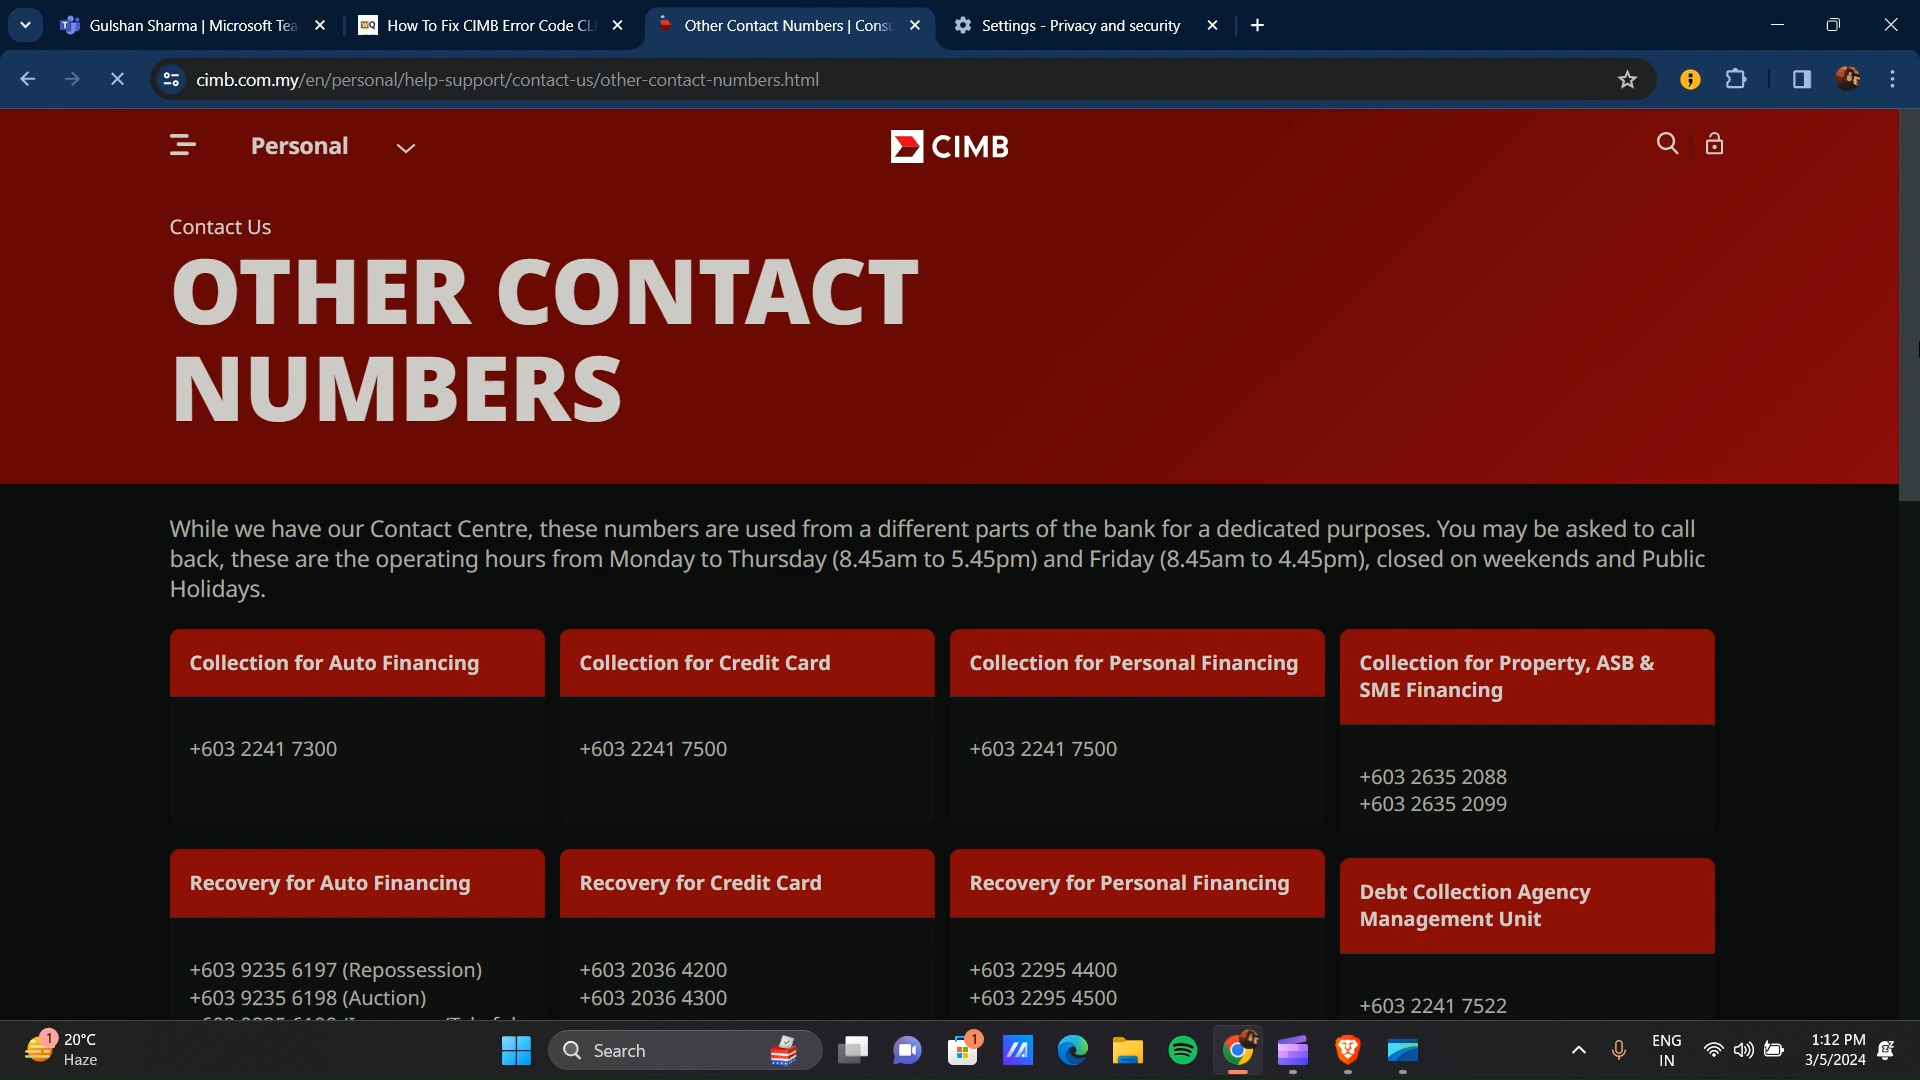 Gulshan Sharma | Microsoft Tea
How To Fix CIMB Error Code CL
Other Contact Numbers | Cons
Settings - Privacy and security
cimb.com.my/en/personal/help-support/contact-us/other-contact-numbers.html
Personal
CIMB
Contact Us
OTHER CONTACT
NUMBERS
While we have our Contact Centre, these numbers are used from a different parts of the bank for a dedicated purposes. You may be asked to call
back, these are the operating hours from Monday to Thursday (8.45am to 5.45pm) and Friday (8.45am to 4.45pm), closed on weekends and Public
Holidays.
Collection for Auto Financing
+603 2241 7300
Collection for Credit Card
+603 2241 7500
Collection for Personal Financing
+603 2241 7500
Collection for Property, ASB &
SME Financing
+603 2635 2088
+603 2635 2099
Recovery for Auto Financing
+603 9235 6197 (Repossession)
+603 9235 6198 (Auction)
Recovery for Credit Card
+603 2036 4200
+603 2036 4300
Recovery for Personal Financing
+603 2295 4400
+603 2295 4500
Debt Collection Agency
Management Unit
+603 2241 7522
1
20°C
Haze
Search
1
ENG
IN
1:12 PM
3/5/2024